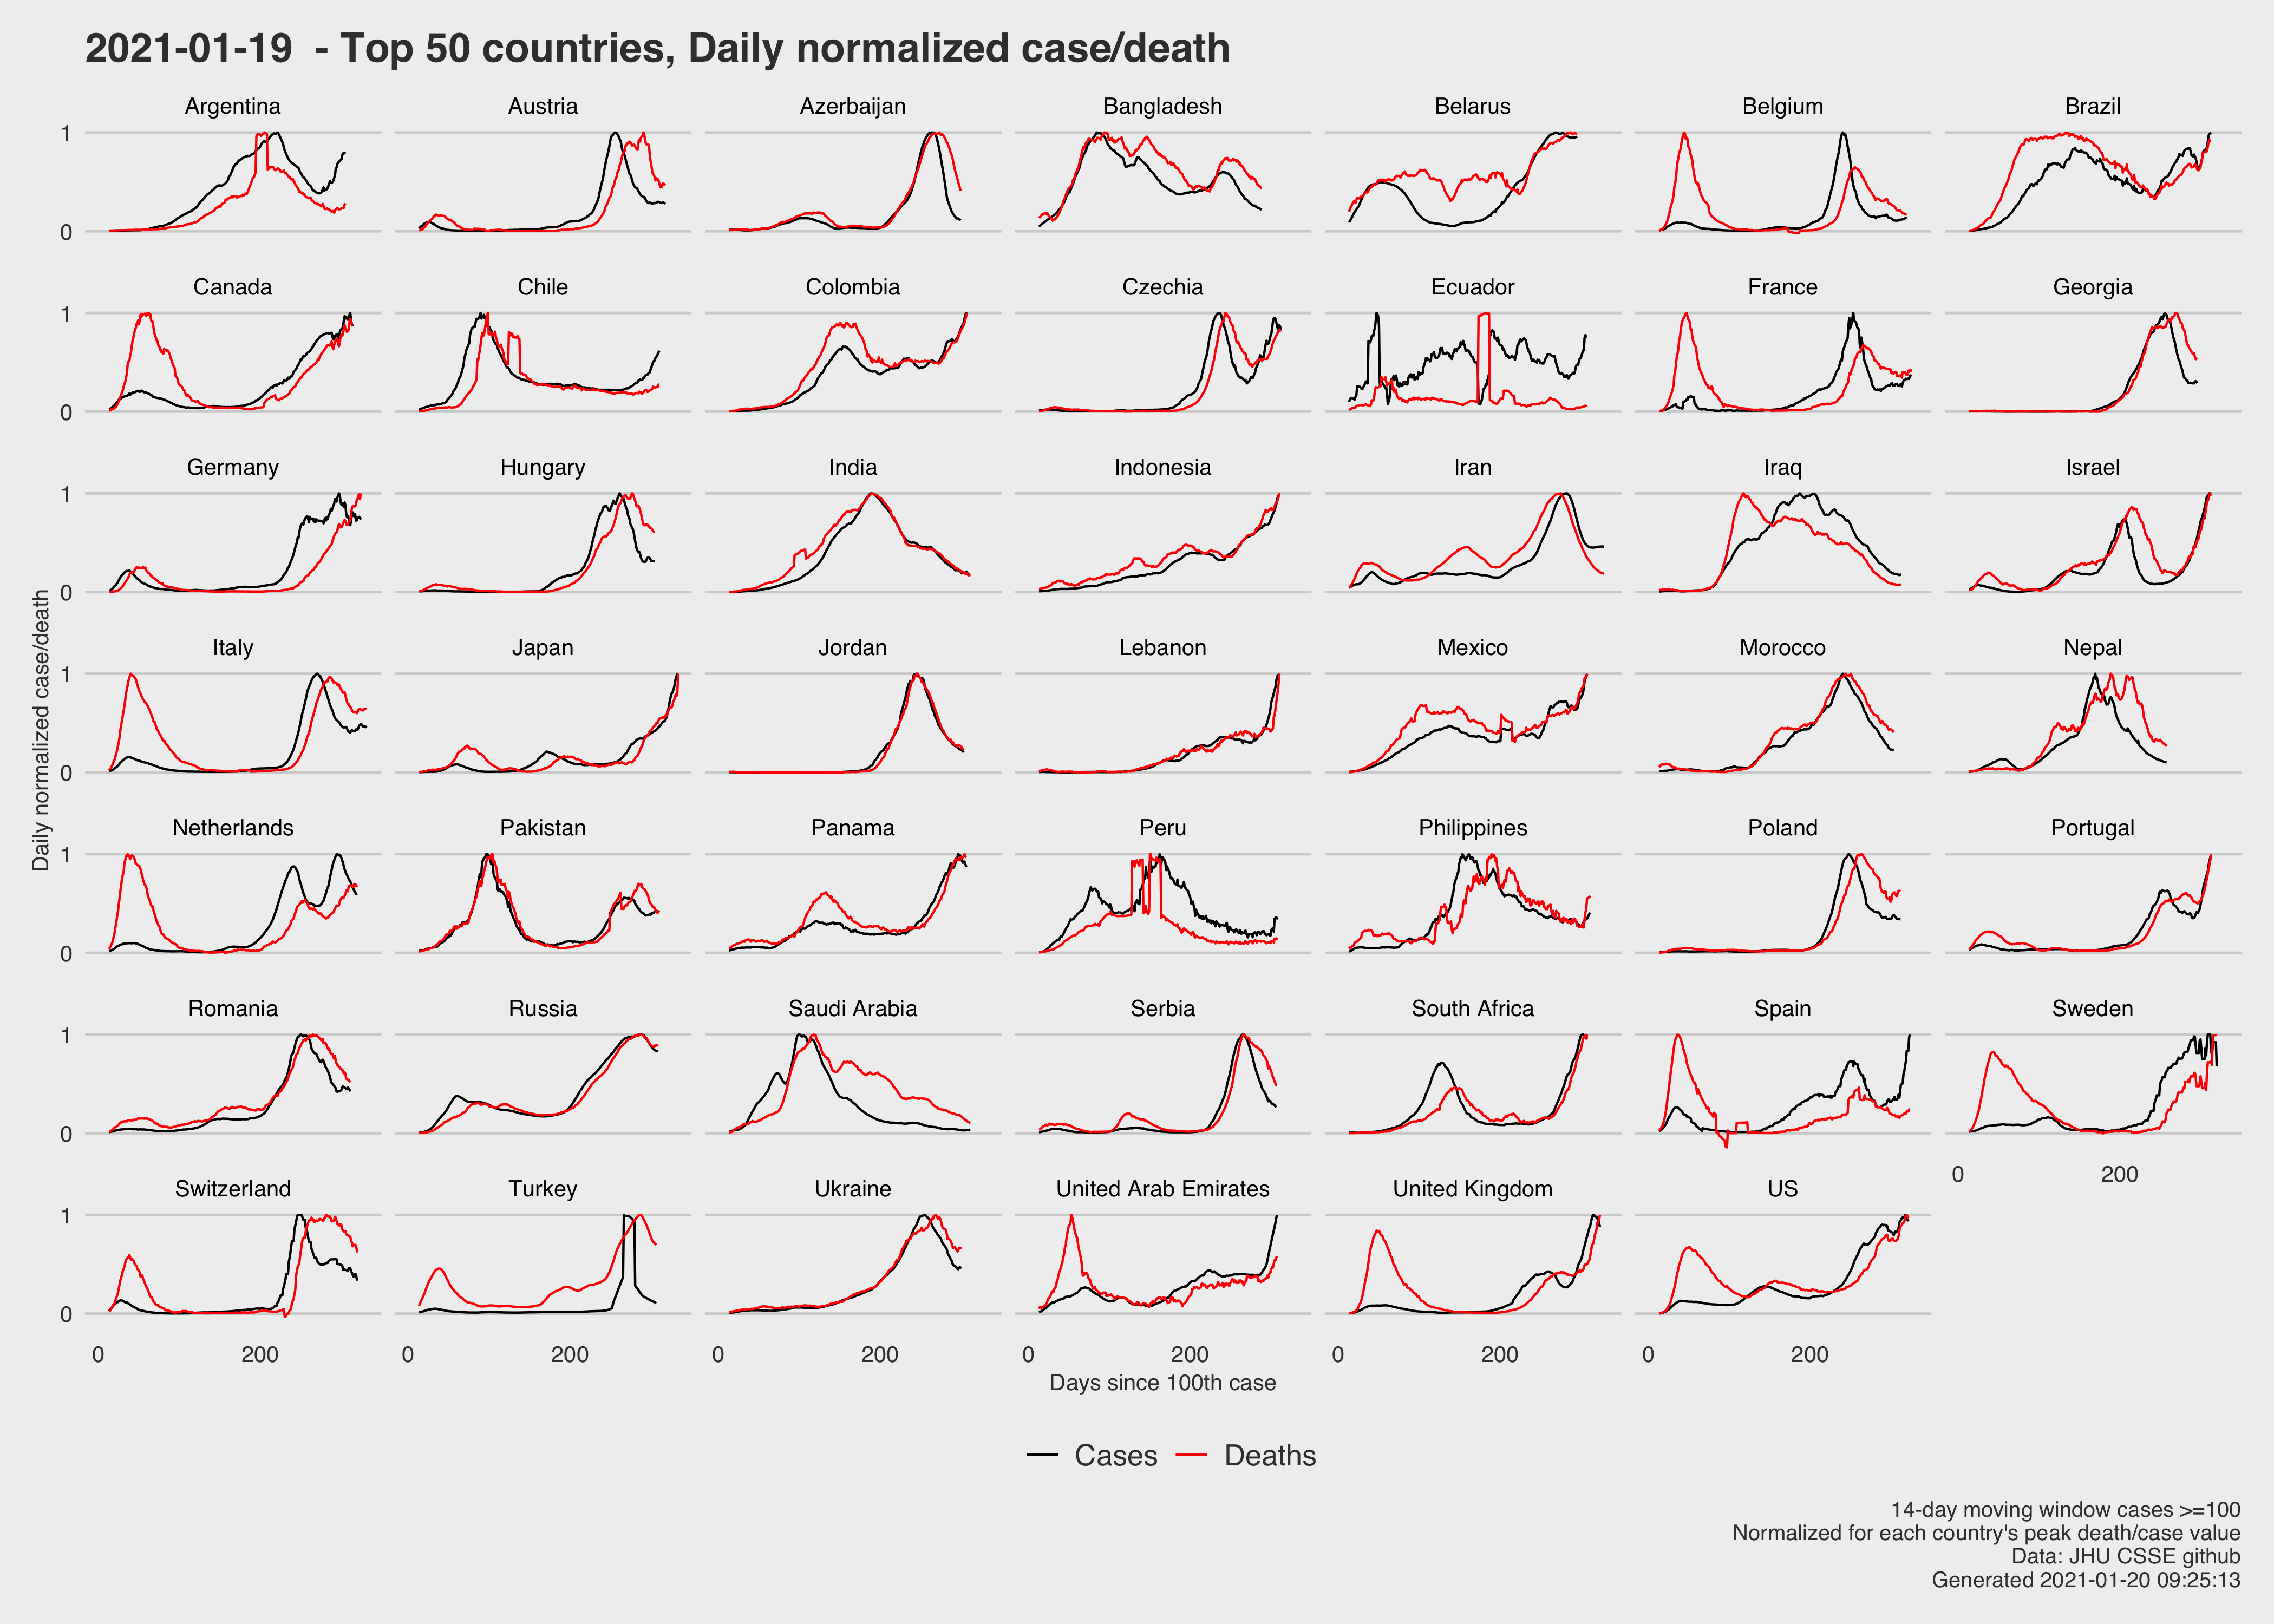 2021-01-19  - Top 50 countries, Daily normalized case/death
Argentina Austria Azerbaijan Bangladesh Belarus Belgium Brazil
1
0
Canada Chile Colombia Czechia Ecuador France Georgia
1
0
Germany Hungary India Indonesia Iran Iraq Israel
1
0
Daily normalized case/death
Italy Japan Jordan Lebanon Mexico Morocco Nepal
1
0
Netherlands Pakistan Panama Peru Philippines Poland Portugal
1
0
Romania Russia Saudi Arabia Serbia South Africa Spain Sweden
1
0
0 200
Switzerland Turkey Ukraine United Arab Emirates United Kingdom US
1
0
0 200 0 200 0 200 0 200 0 200 0 200
Days since 100th case
Cases Deaths
14-day moving window cases >=100
Normalized for each country's peak death/case value
Data: JHU CSSE github
Generated 2021-01-20 09:25:13